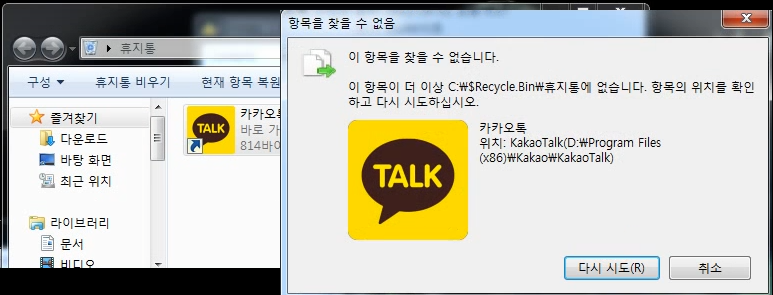 휴지통
구성
휴지통 비우기
현재 항목 복원
즐겨찾기
다운로드
바탕 화면
최근 위치
라이브러리
문서
비디오
TALK
카카오톡
바로 가
814바이
항목을 찾을 수 없음
이 항목을 찾을 수 없습니다.
이 항목이 더 이상 C:\$Recycle.Bin\휴지통에 없습니다. 항목의 위치를 확인
하고 다시 시도하십시오.
TALK
카카오톡
위치: KakaoTalk(D:\Program Files
(x86)\Kakao\KakaoTalk)
다시 시도(R)
취소